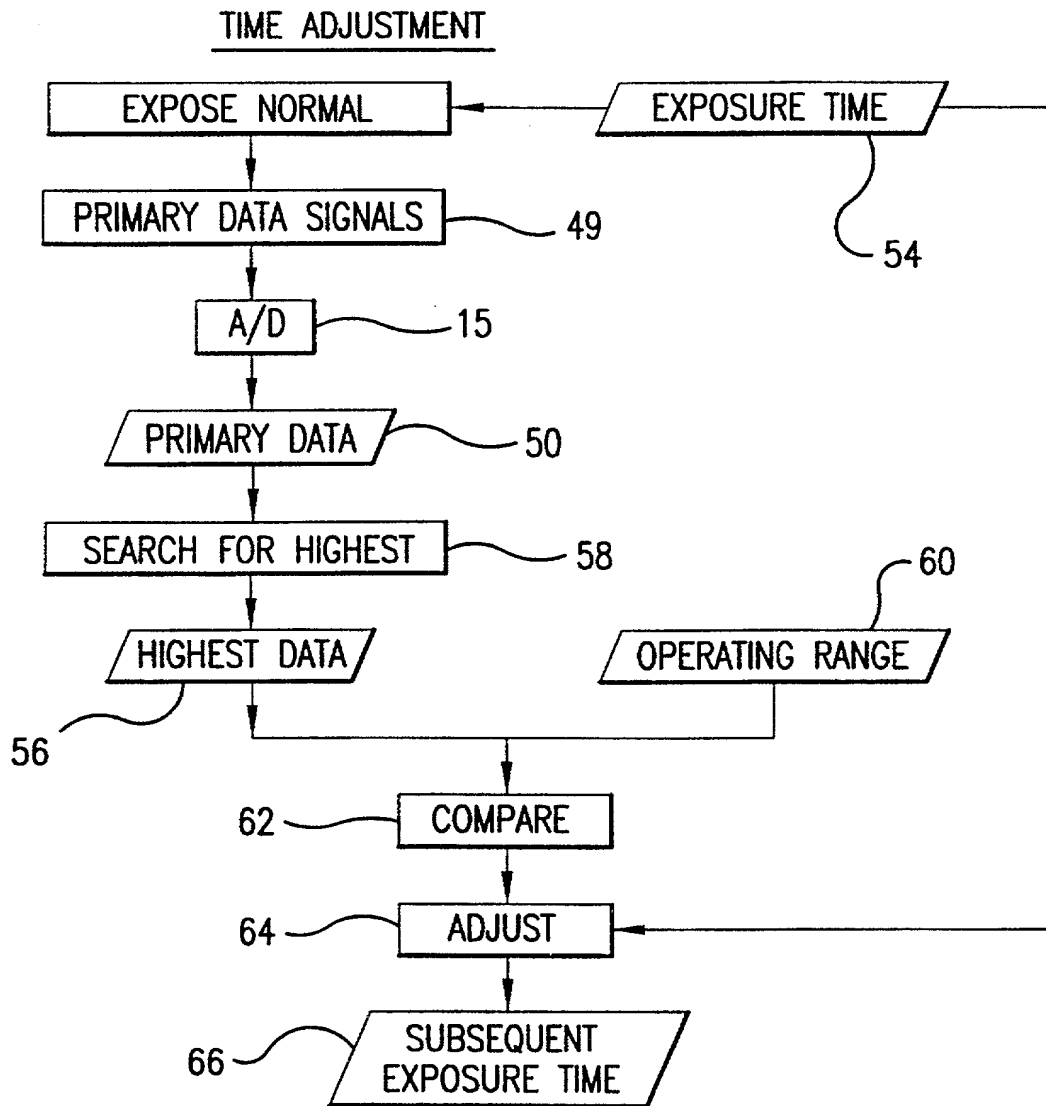 TIME ADJUSTMENT
EXPOSE NORMAL
EXPOSURE TIME
PRIMARY DATA SIGNALS
49
54
A/D
15
PRIMARY DATA
50
SEARCH FOR HIGHEST
58
60
HIGHEST DATA
OPERATING RANGE
56
62
COMPARE
64
ADJUST
66
SUBSEQUENT
EXPOSURE TIME